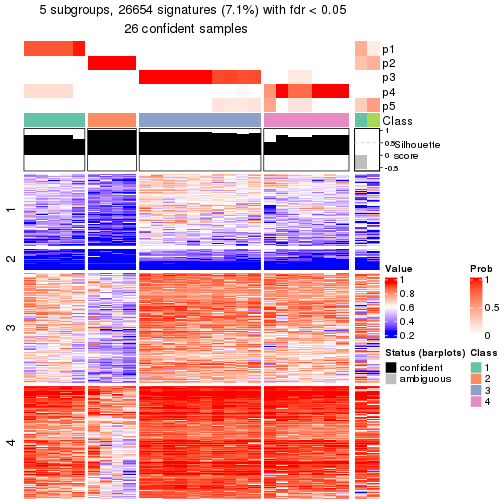 5 subgroups, 26654 signatures (7.1%) with fdr < 0.05
26 confident samples
p1
p2
p3
p4
p5
Class
1
0.5
0
-0.5
Silhouette
score
1
2
3
4
Value
1
0.8
0.6
0.4
0.2
Prob
1
0.5
0
Status (barplots)
confident
ambiguous
Class
1
2
3
4